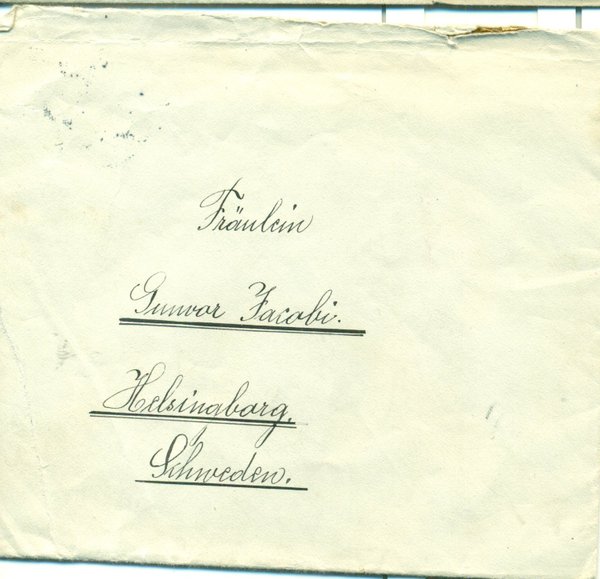 Fräulein
Gunvor Jacobi.
Helsingborg.
Schweden.